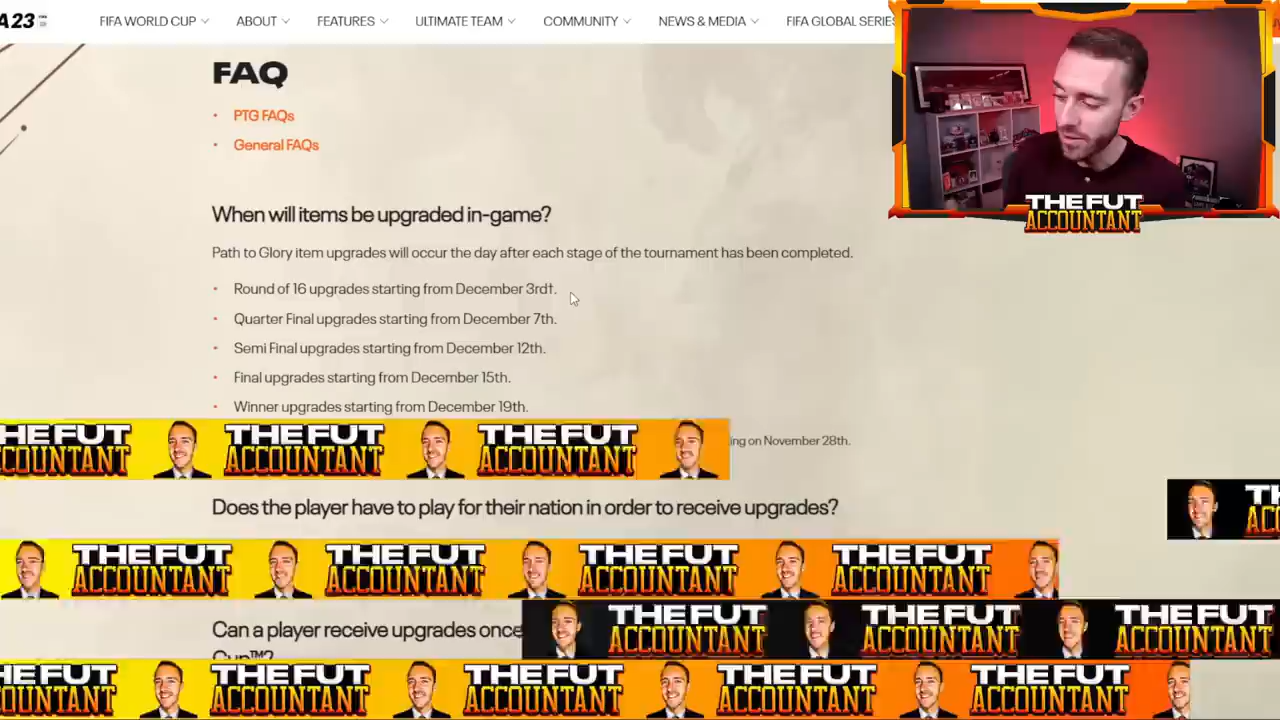 A 23
FIFA WORLD CUP ABOUT FEATURES ULTIMATE TEAM COMMUNITY NEWS & MEDIA FIFA GLOBAL SERIES
FAQ
• PTG FAQs
• General FAQs
THE FUT
ACCOUNTANT
When will items be upgraded in-game?
Path to Glory item upgrades will occur the day after each stage of the tournament has been completed.
• Round of 16 upgrades starting from December 3rd†.
• Quarter Final upgrades starting from December 7th.
• Semi Final upgrades starting from December 12th.
• Final upgrades starting from December 15th.
• Winner upgrades starting from December 19th.
HE FUT THE FUT THE FUT
COUNTANT ACCOUNTANT ACCOUNTANT
ing on November 28th.
Does the player have to play for their nation in order to receive upgrades?
THE FUT THE FUT THE FUT THE FUT
ACCOUNTANT ACCOUNTANT ACCOUNTANT ACCOUNTANT
Can a player receive upgrades once
THE FUT THE FUT THE FUT
ACCOUNTANT ACCOUNTANT ACCOUNTANT
Cup™?
HE FUT THE FUT THE FUT THE FUT THE FUT
COUNTANT ACCOUNTANT ACCOUNTANT ACCOUNTANT ACCOUNTANT